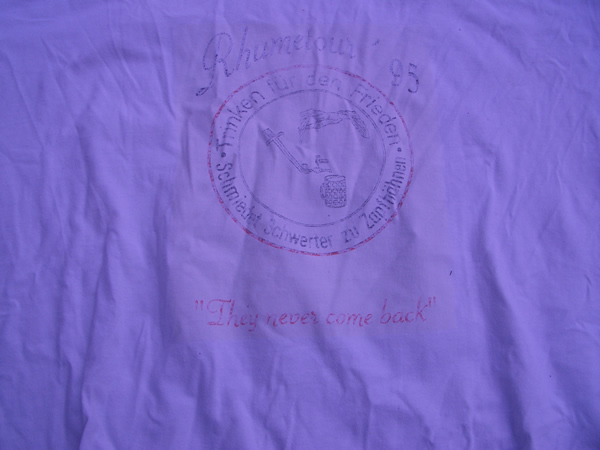 Rhumetour '95
• Trinken für den Frieden •
Schmiedet Schwerter zu Zapfhähnen
"They never come back"